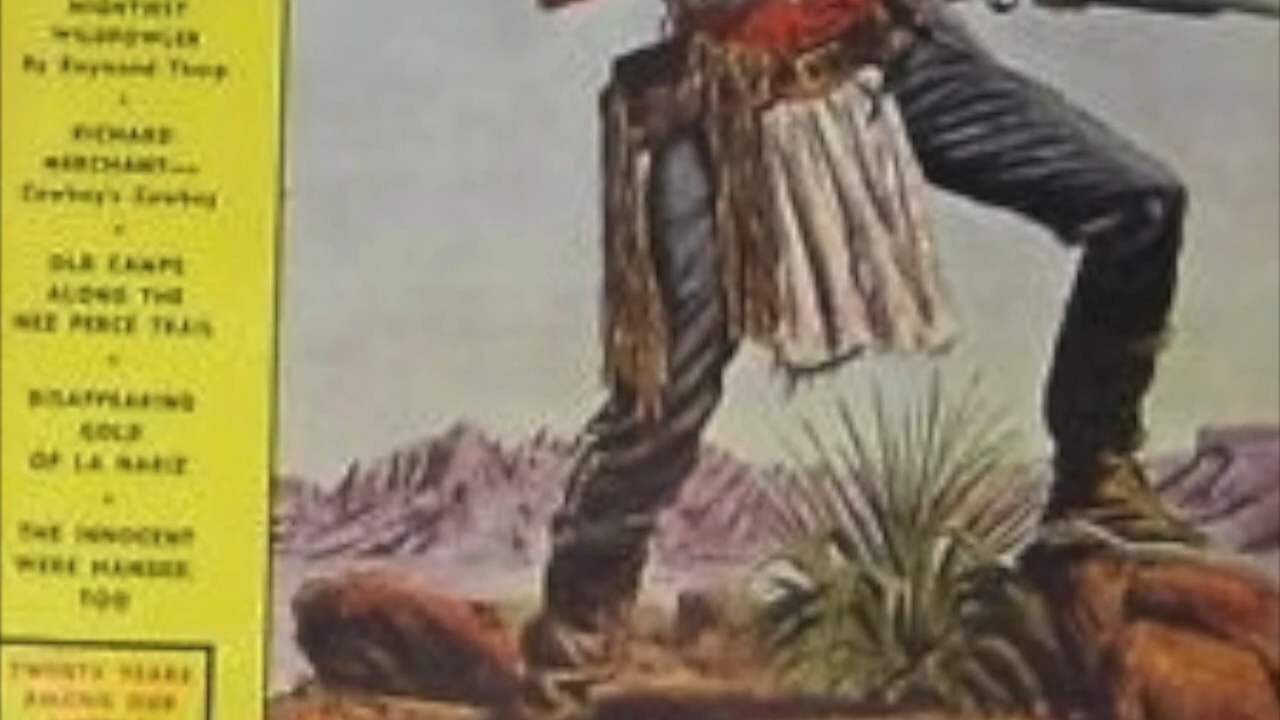 MIGHTIEST
WILDFOWLER
By Raymond Thorp
RICHARD
MERCHANT—
Cowboy's Cowboy
OLD CAMPS
ALONG THE
NEZ PERCE TRAIL
DISAPPEARING
GOLD
OF LA NARIZ
THE INNOCENT
WERE HANGED,
TOO
TWENTY YEARS
AMONG OUR